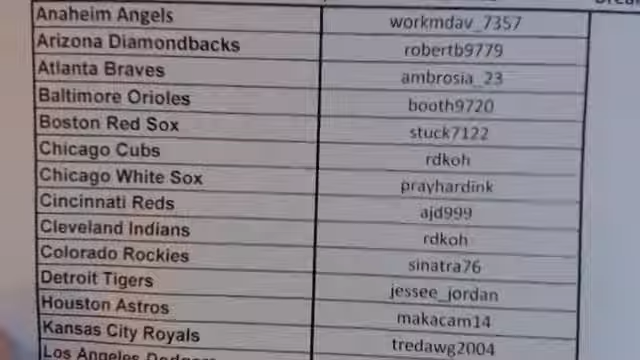 Anaheim Angels workmdav_7357
Arizona Diamondbacks robertb9779
Atlanta Braves ambrosia_23
Baltimore Orioles booth9720
Boston Red Sox stuck7122
Chicago Cubs rdkoh
Chicago White Sox prayhardink
Cincinnati Reds ajd999
Cleveland Indians rdkoh
Colorado Rockies sinatra76
Detroit Tigers jessee_jordan
Houston Astros makacam14
Kansas City Royals tredawg2004
Los Angeles Dodgers